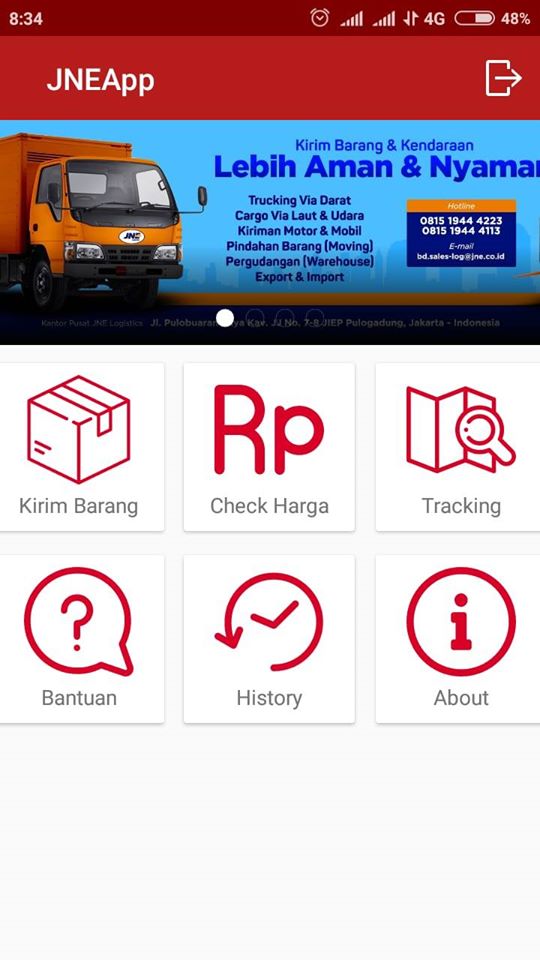 8:34
4G
48%
JNEApp
Kirim Barang & Kendaraan
Lebih Aman & Nyaman
Trucking Via Darat
Cargo Via Laut & Udara
Kiriman Motor & Mobil
Pindahan Barang (Moving)
Pergudangan (Warehouse)
Export & Import
Hotline
0815 1944 4223
0815 1944 4113
E-mail
bd.sales-log@jne.co.id
JNE
Kantor Pusat JNE Logistics Jl. Kav. No. 7-8 JIEP Pulogadung, Jakarta - Indonesia
Rp
Kirim Barang
Check Harga
Tracking
Bantuan
History
About